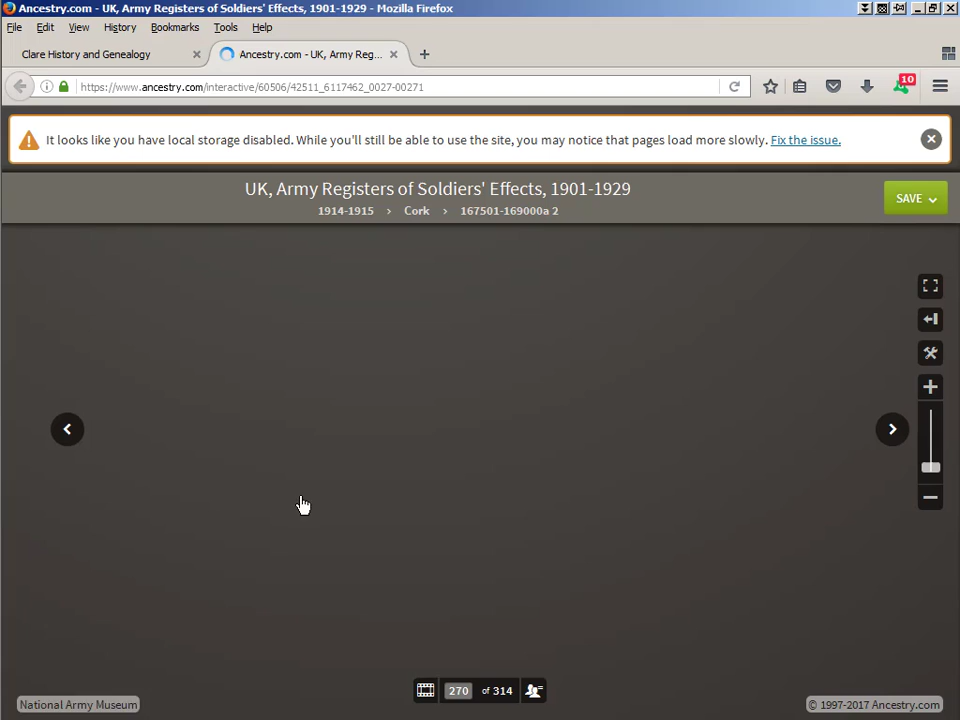 Ancestry.com - UK, Army Registers of Soldiers' Effects, 1901-1929 - Mozilla Firefox
File Edit View History Bookmarks Tools Help
Clare History and Genealogy
Ancestry.com - UK, Army Reg...
https://www.ancestry.com/interactive/60506/42511_6117462_0027-00271
10
It looks like you have local storage disabled. While you'll still be able to use the site, you may notice that pages load more slowly. Fix the issue.
UK, Army Registers of Soldiers' Effects, 1901-1929
1914-1915 › Cork › 167501-169000a 2
SAVE
270 of 314
National Army Museum
© 1997-2017 Ancestry.com